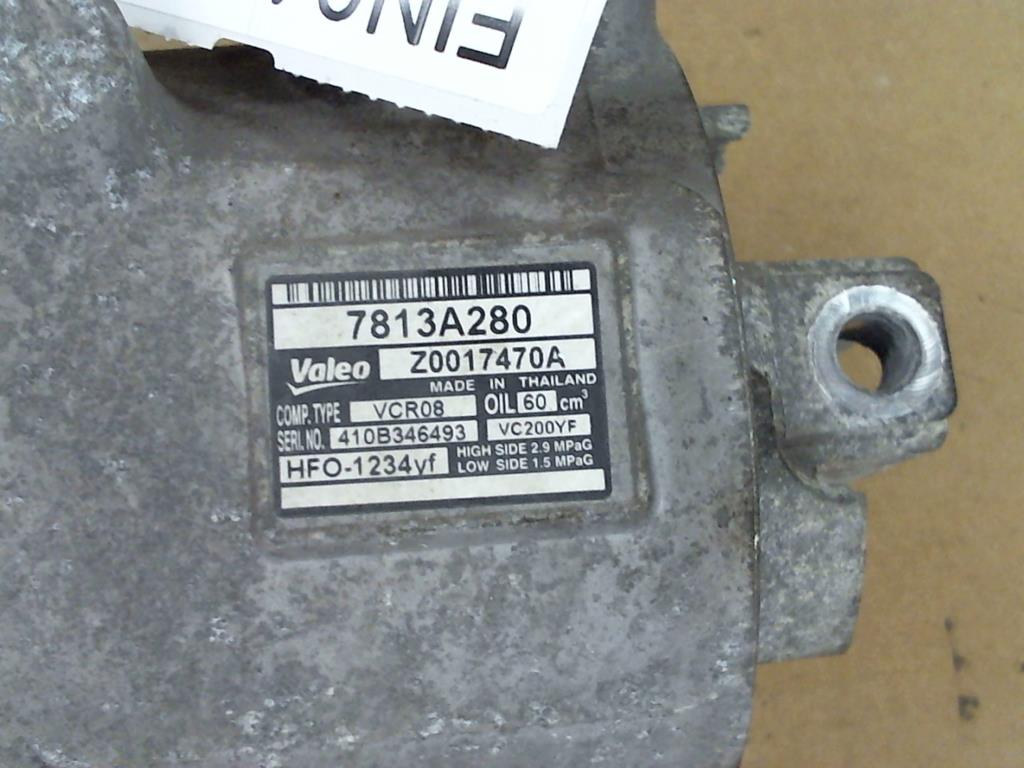 7813A280
Valeo Z0017470A
MADE IN THAILAND
COMP. TYPE VCR08 OIL 60 cm³
SERI. NO. 410B346493 VC200YF
HFO-1234yf HIGH SIDE 2.9 MPaG
LOW SIDE 1.5 MPaG